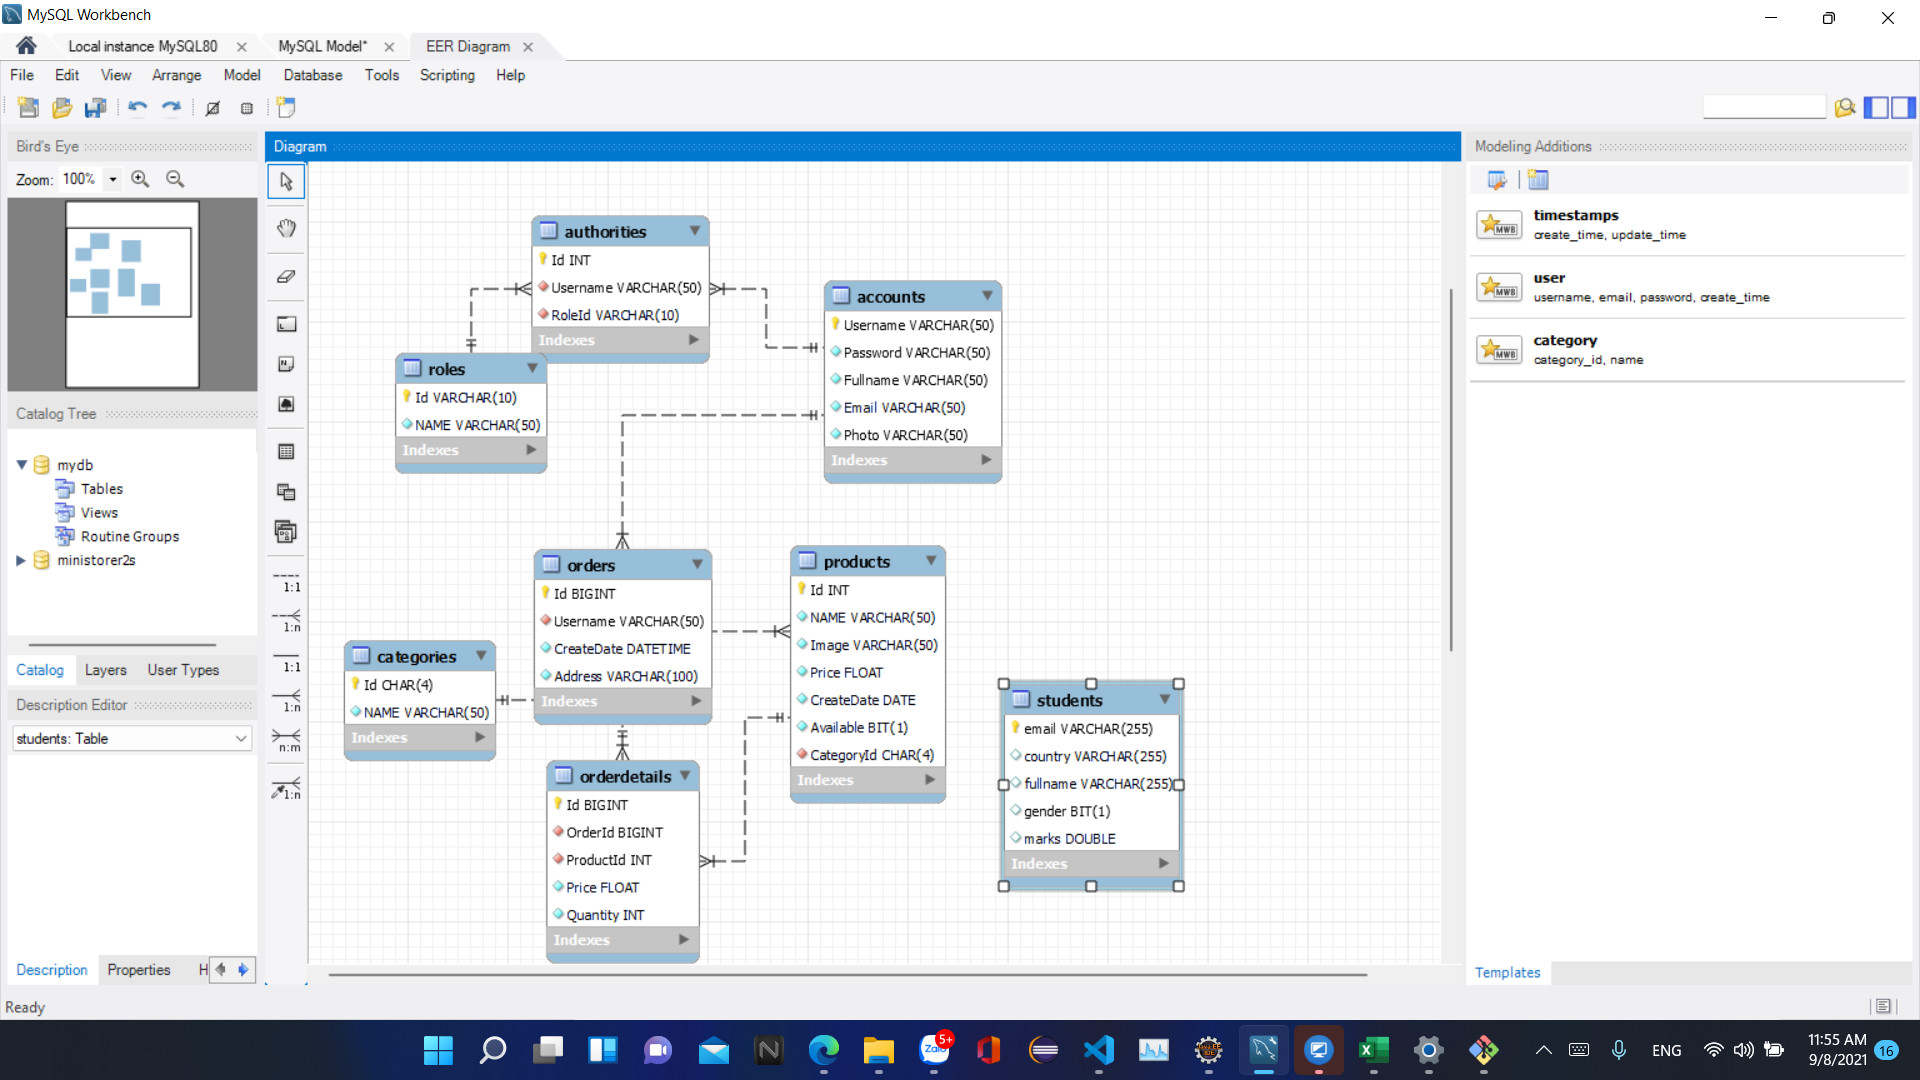 MySQL Workbench
Local instance MySQL80
MySQL Model*
EER Diagram
File Edit View Arrange Model Database Tools Scripting Help
Bird's Eye
Zoom: 100%
Catalog Tree
mydb
Tables
Views
Routine Groups
ministorer2s
Catalog Layers User Types
Description Editor
students: Table
Description Properties H
Ready
Diagram
1:1
1:n
1:1
1:n
n:m
1:n
authorities
Id INT
Username VARCHAR(50)
RoleId VARCHAR(10)
Indexes
accounts
Username VARCHAR(50)
Password VARCHAR(50)
Fullname VARCHAR(50)
Email VARCHAR(50)
Photo VARCHAR(50)
Indexes
roles
Id VARCHAR(10)
NAME VARCHAR(50)
Indexes
orders
Id BIGINT
Username VARCHAR(50)
CreateDate DATETIME
Address VARCHAR(100)
Indexes
products
Id INT
NAME VARCHAR(50)
Image VARCHAR(50)
Price FLOAT
CreateDate DATE
Available BIT(1)
CategoryId CHAR(4)
Indexes
categories
Id CHAR(4)
NAME VARCHAR(50)
Indexes
students
email VARCHAR(255)
country VARCHAR(255)
fullname VARCHAR(255)
gender BIT(1)
marks DOUBLE
Indexes
orderdetails
Id BIGINT
OrderId BIGINT
ProductId INT
Price FLOAT
Quantity INT
Indexes
Modeling Additions
timestamps
create_time, update_time
user
username, email, password, create_time
category
category_id, name
MWB
MWB
MWB
Templates
Zalo
5+
ENG
11:55 AM
9/8/2021
16